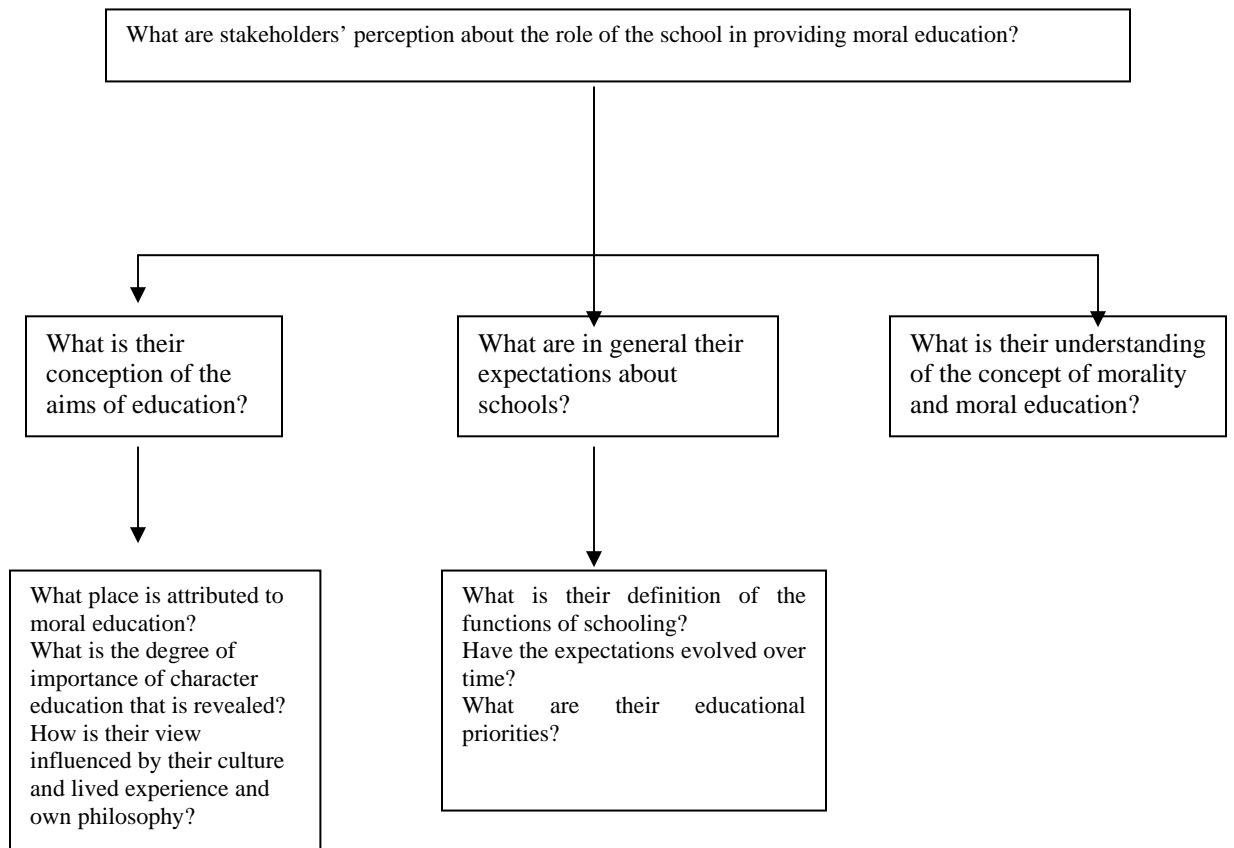 What are stakeholders’ perception about the role of the school in providing moral education?
What is their
conception of the
aims of education?
What are in general their
expectations about
schools?
What is their understanding
of the concept of morality
and moral education?
What place is attributed to
moral education?
What is the degree of
importance of character
education that is revealed?
How is their view
influenced by their culture
and lived experience and
own philosophy?
What is their definition of the
functions of schooling?
Have the expectations evolved over
time?
What are their educational
priorities?